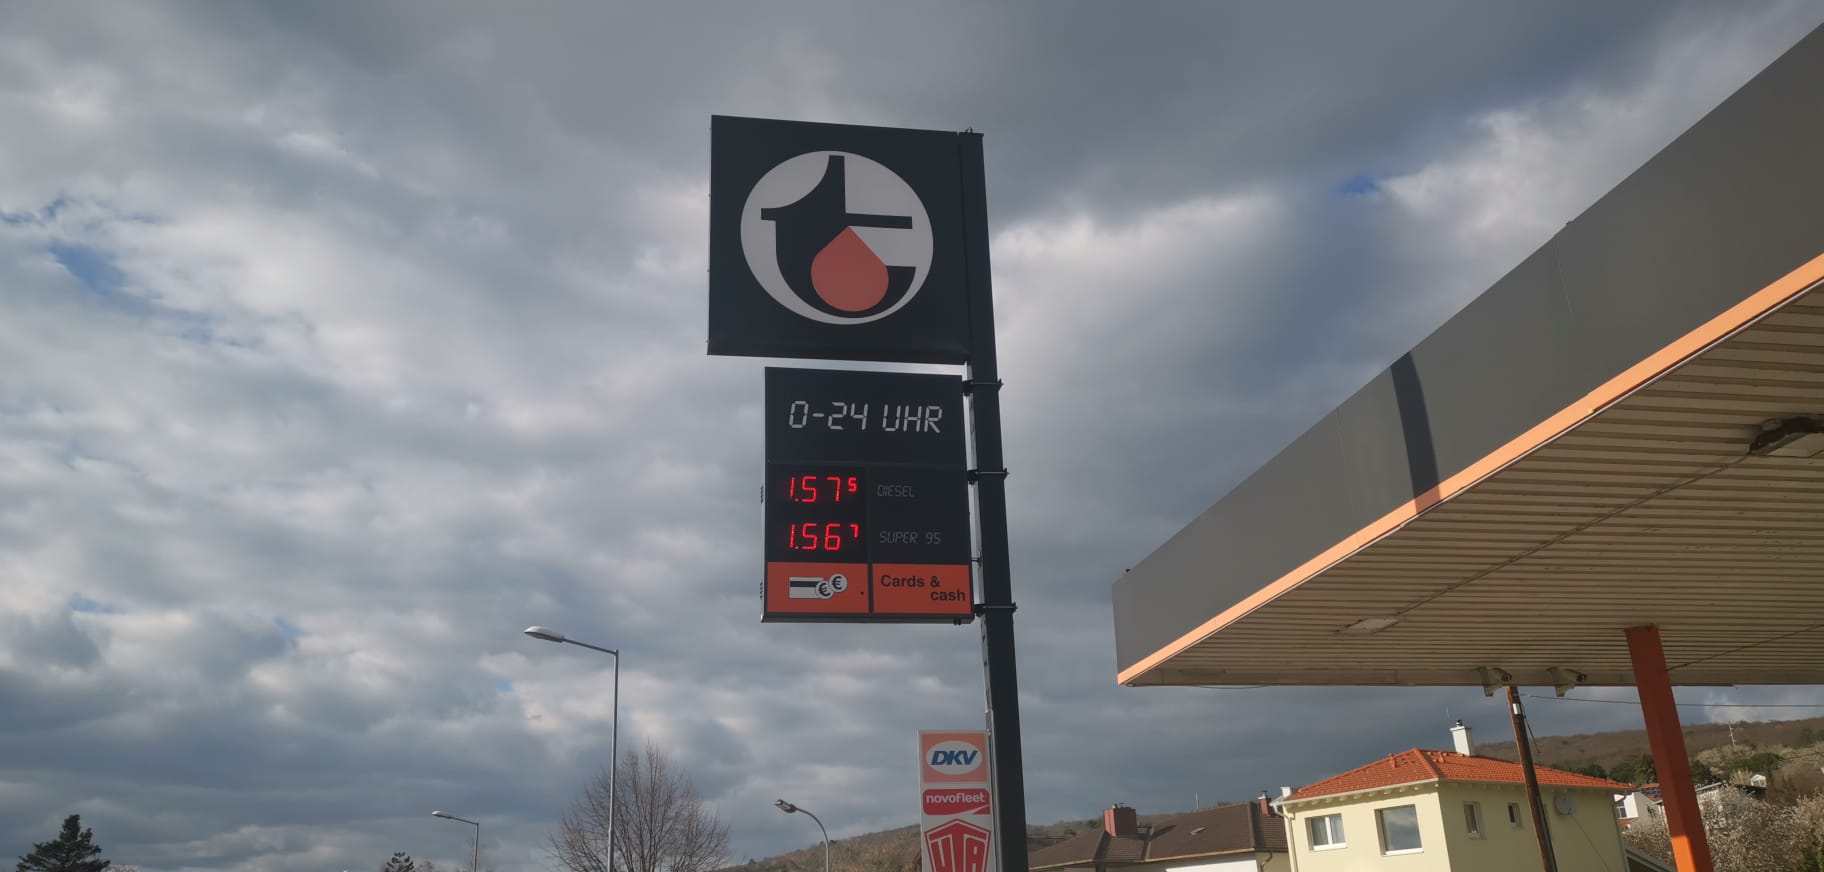 t
0-24 UHR
1.57⁵ DIESEL
1.56⁷ SUPER 95
€€ Cards &
cash
DKV
novofleet
UTA